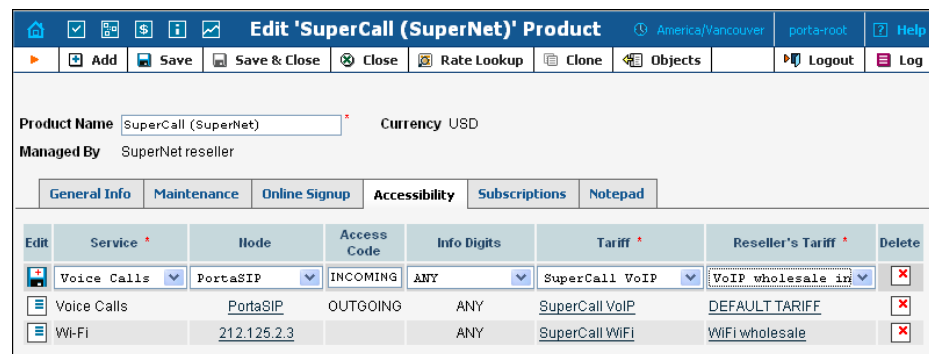 Edit 'SuperCall (SuperNet)' Product America/Vancouver porta-root ? Help
Add Save Save & Close Close Rate Lookup Clone Objects Logout Log
Product Name SuperCall (SuperNet) * Currency USD
Managed By SuperNet reseller
General Info Maintenance Online Signup Accessibility Subscriptions Notepad
Edit Service * Node Access Code Info Digits Tariff * Reseller's Tariff * Delete
Voice Calls PortaSIP INCOMING ANY SuperCall VoIP VoIP wholesale in
Voice Calls PortaSIP OUTGOING ANY SuperCall VoIP DEFAULT TARIFF
Wi-Fi 212.125.2.3 ANY SuperCall WiFi WiFi wholesale